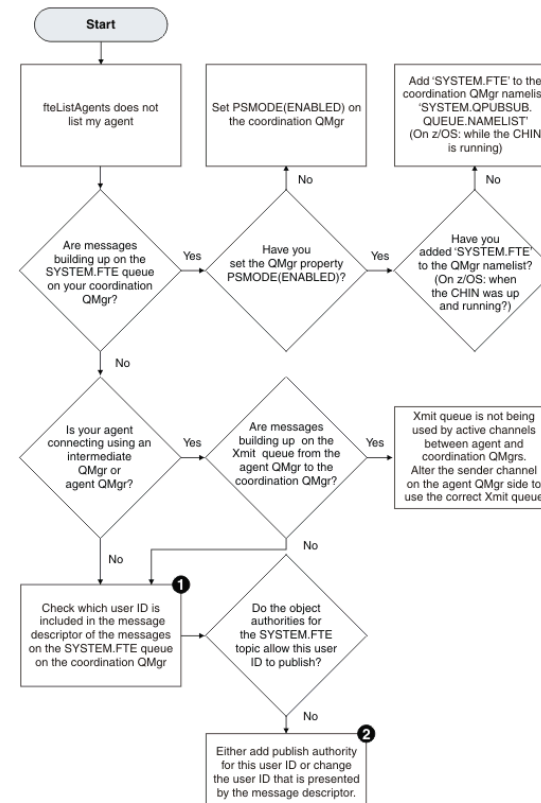 Start
fteListAgents does not
list my agent
Set PSMODE(ENABLED) on
the coordination QMgr
Add 'SYSTEM.FTE' to the
coordination QMgr namelis
'SYSTEM.QPUBSUB.
QUEUE.NAMELIST'
(On z/OS: while the CHIN
is running)
No
No
Are messages
building up on the
SYSTEM.FTE queue
on your coordination
QMgr?
Yes
Have you
set the QMgr property
PSMODE(ENABLED)?
Yes
Have you
added 'SYSTEM.FTE'
to the QMgr namelist?
(On z/OS: when
the CHIN was up
and running?)
No
Is your agent
connecting using an
intermediate
QMgr or
agent QMgr?
Yes
Are messages
building up on the
Xmit queue from the
agent QMgr to the
coordination QMgr?
Yes
Xmit queue is not being
used by active channels
between agent and
coordination QMgrs.
Alter the sender channel
on the agent QMgr side to
use the correct Xmit queue
No
No
1
Check which user ID is
included in the message
descriptor of the messages
on the SYSTEM.FTE queue
on the coordination QMgr
Do the object
authorities for
the SYSTEM.FTE
topic allow this user
ID to publish?
No
2
Either add publish authority
for this user ID or change
the user ID that is presented
by the message descriptor.